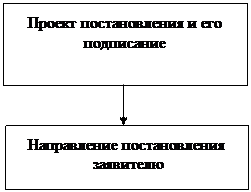 Проект постановления и его
подписание
Направление постановления
заявителю